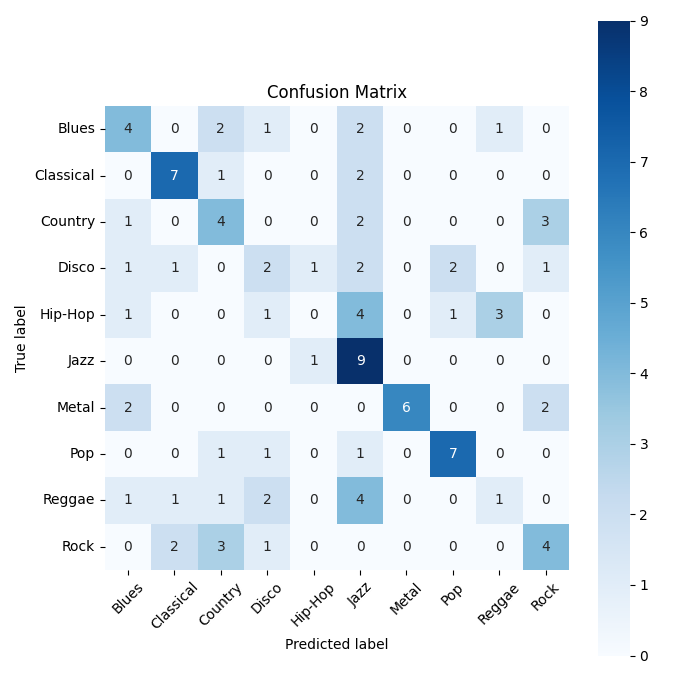 Confusion Matrix
Blues 4 0 2 1 0 2 0 0 1 0
Classical 0 7 1 0 0 2 0 0 0 0
Country 1 0 4 0 0 2 0 0 0 3
Disco 1 1 0 2 1 2 0 2 0 1
Hip-Hop 1 0 0 1 0 4 0 1 3 0
Jazz 0 0 0 0 1 9 0 0 0 0
Metal 2 0 0 0 0 0 6 0 0 2
Pop 0 0 1 1 0 1 0 7 0 0
Reggae 1 1 1 2 0 4 0 0 1 0
Rock 0 2 3 1 0 0 0 0 0 4
Blues Classical Country Disco Hip-Hop Jazz Metal Pop Reggae Rock
Predicted label
True label
9
8
7
6
5
4
3
2
1
0